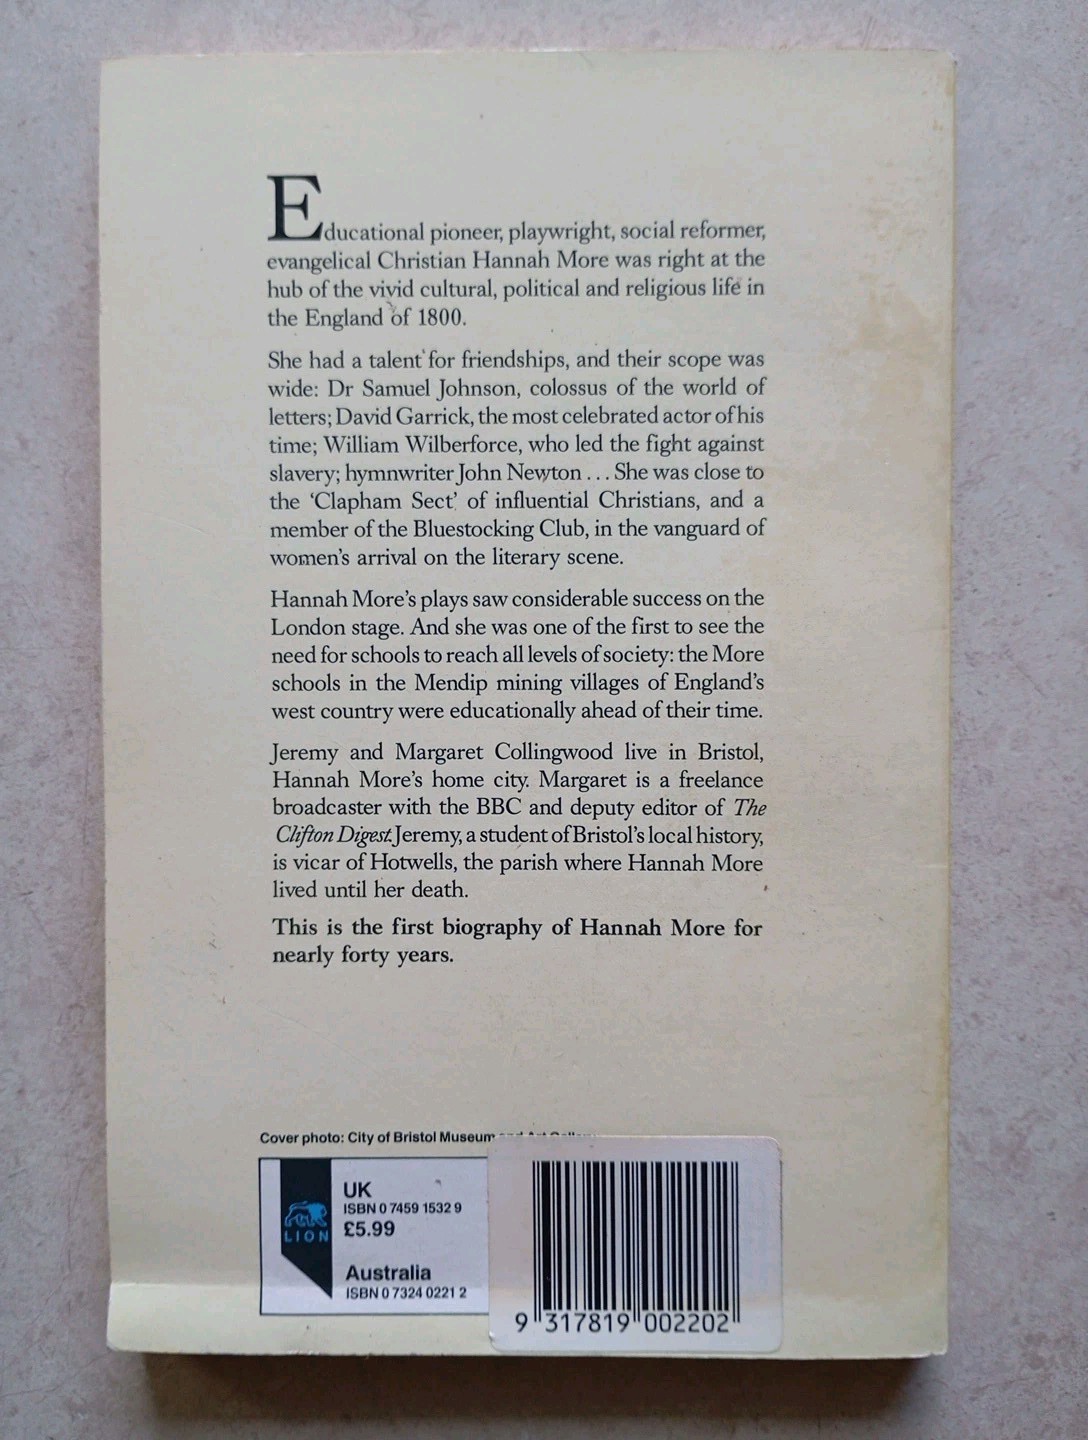 Educational pioneer, playwright, social reformer,
evangelical Christian Hannah More was right at the
hub of the vivid cultural, political and religious life in
the England of 1800.
She had a talent for friendships, and their scope was
wide: Dr Samuel Johnson, colossus of the world of
letters; David Garrick, the most celebrated actor of his
time; William Wilberforce, who led the fight against
slavery; hymnwriter John Newton ... She was close to
the ‘Clapham Sect’ of influential Christians, and a
member of the Bluestocking Club, in the vanguard of
women's arrival on the literary scene.
Hannah More's plays saw considerable success on the
London stage. And she was one of the first to see the
need for schools to reach all levels of society: the More
schools in the Mendip mining villages of England's
west country were educationally ahead of their time.
Jeremy and Margaret Collingwood live in Bristol,
Hannah More's home city. Margaret is a freelance
broadcaster with the BBC and deputy editor of The
Clifton Digest. Jeremy, a student of Bristol's local history,
is vicar of Hotwells, the parish where Hannah More
lived until her death.
This is the first biography of Hannah More for
nearly forty years.
Cover photo: City of Bristol Museum and Art Gallery
LION
UK
ISBN 0 7459 1532 9
£5.99
Australia
ISBN 0 7324 0221 2
9 317819 002202